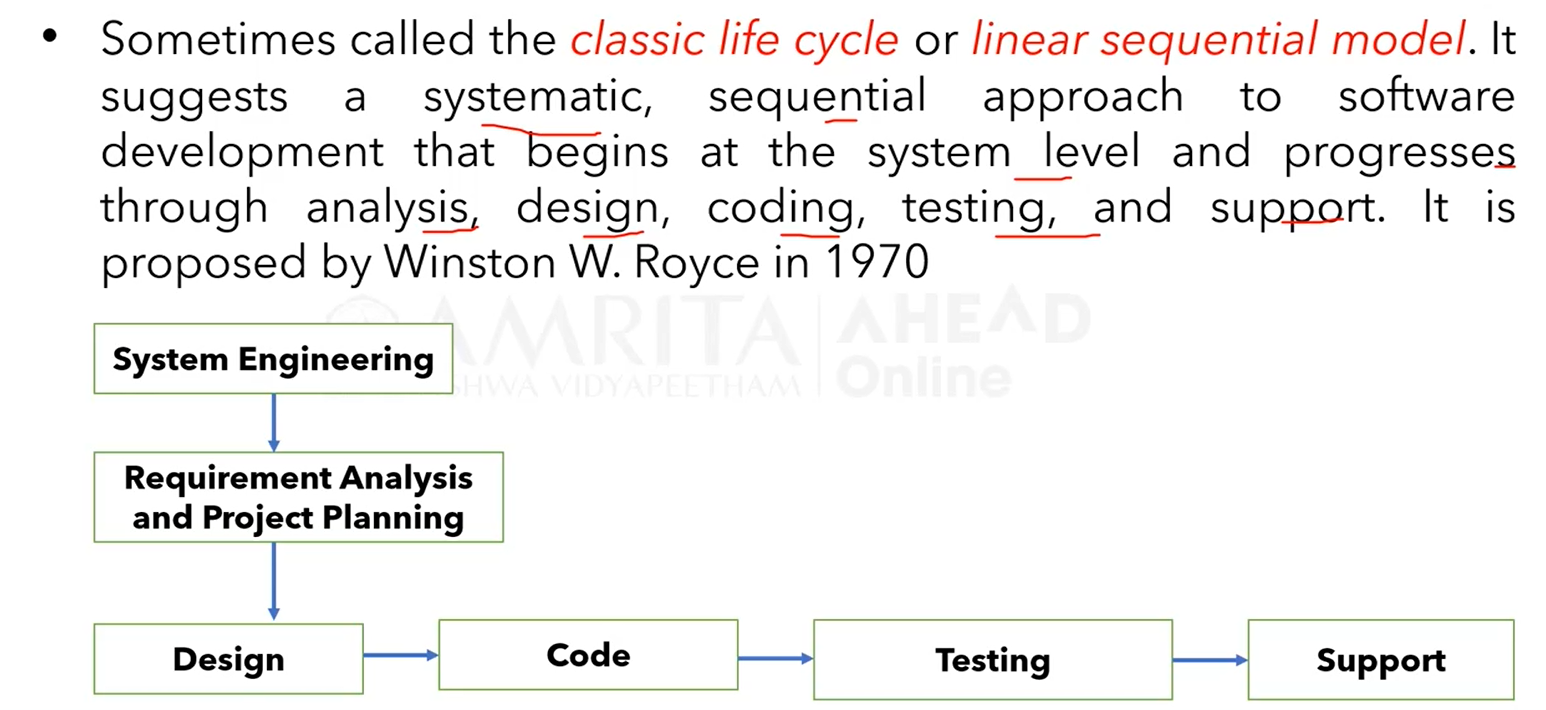 • Sometimes called the classic life cycle or linear sequential model. It
suggests a systematic, sequential approach to software
development that begins at the system level and progresses
through analysis, design, coding, testing, and support. It is
proposed by Winston W. Royce in 1970
AMRITA AHEAD
SHWA VIDYAPEETHAM Online
System Engineering
Requirement Analysis
and Project Planning
Design
Code
Testing
Support